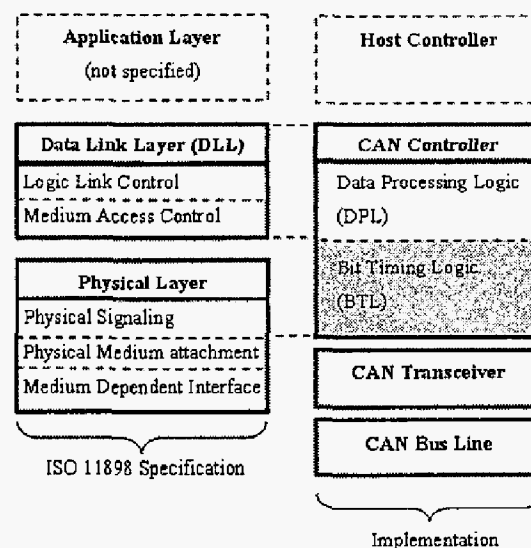 Application Layer
(not specified)
Data Link Layer (DLL)
Logic Link Control
Medium Access Control
Physical Layer
Physical Signaling
Physical Medium attachment
Medium Dependent Interface
ISO 11898 Specification
Host Controller
CAN Controller
Data Processing Logic
(DPL)
Bit Timing Logic
(BTL)
CAN Transceiver
CAN Bus Line
Implementation